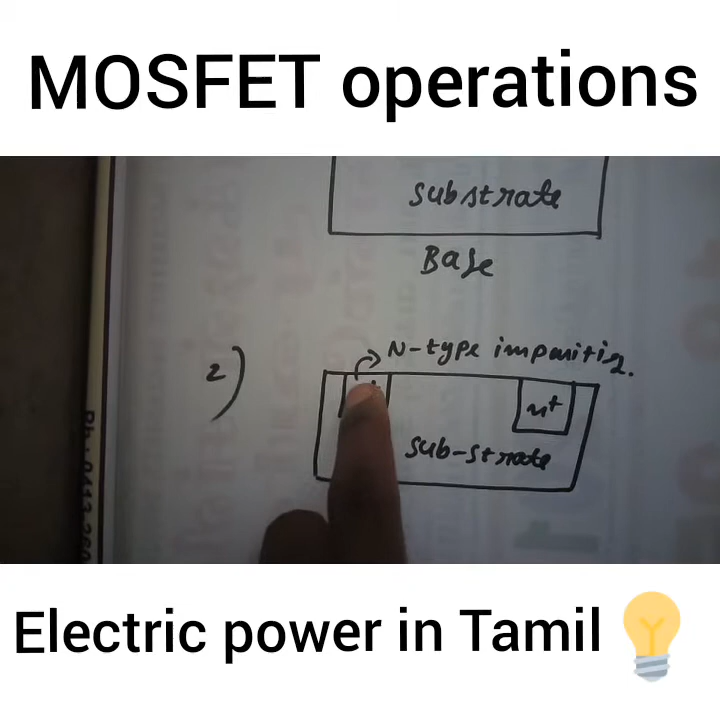 MOSFET operations
substrate
Base
2)
N-type impurities.
n+
sub-strate
Electric power in Tamil